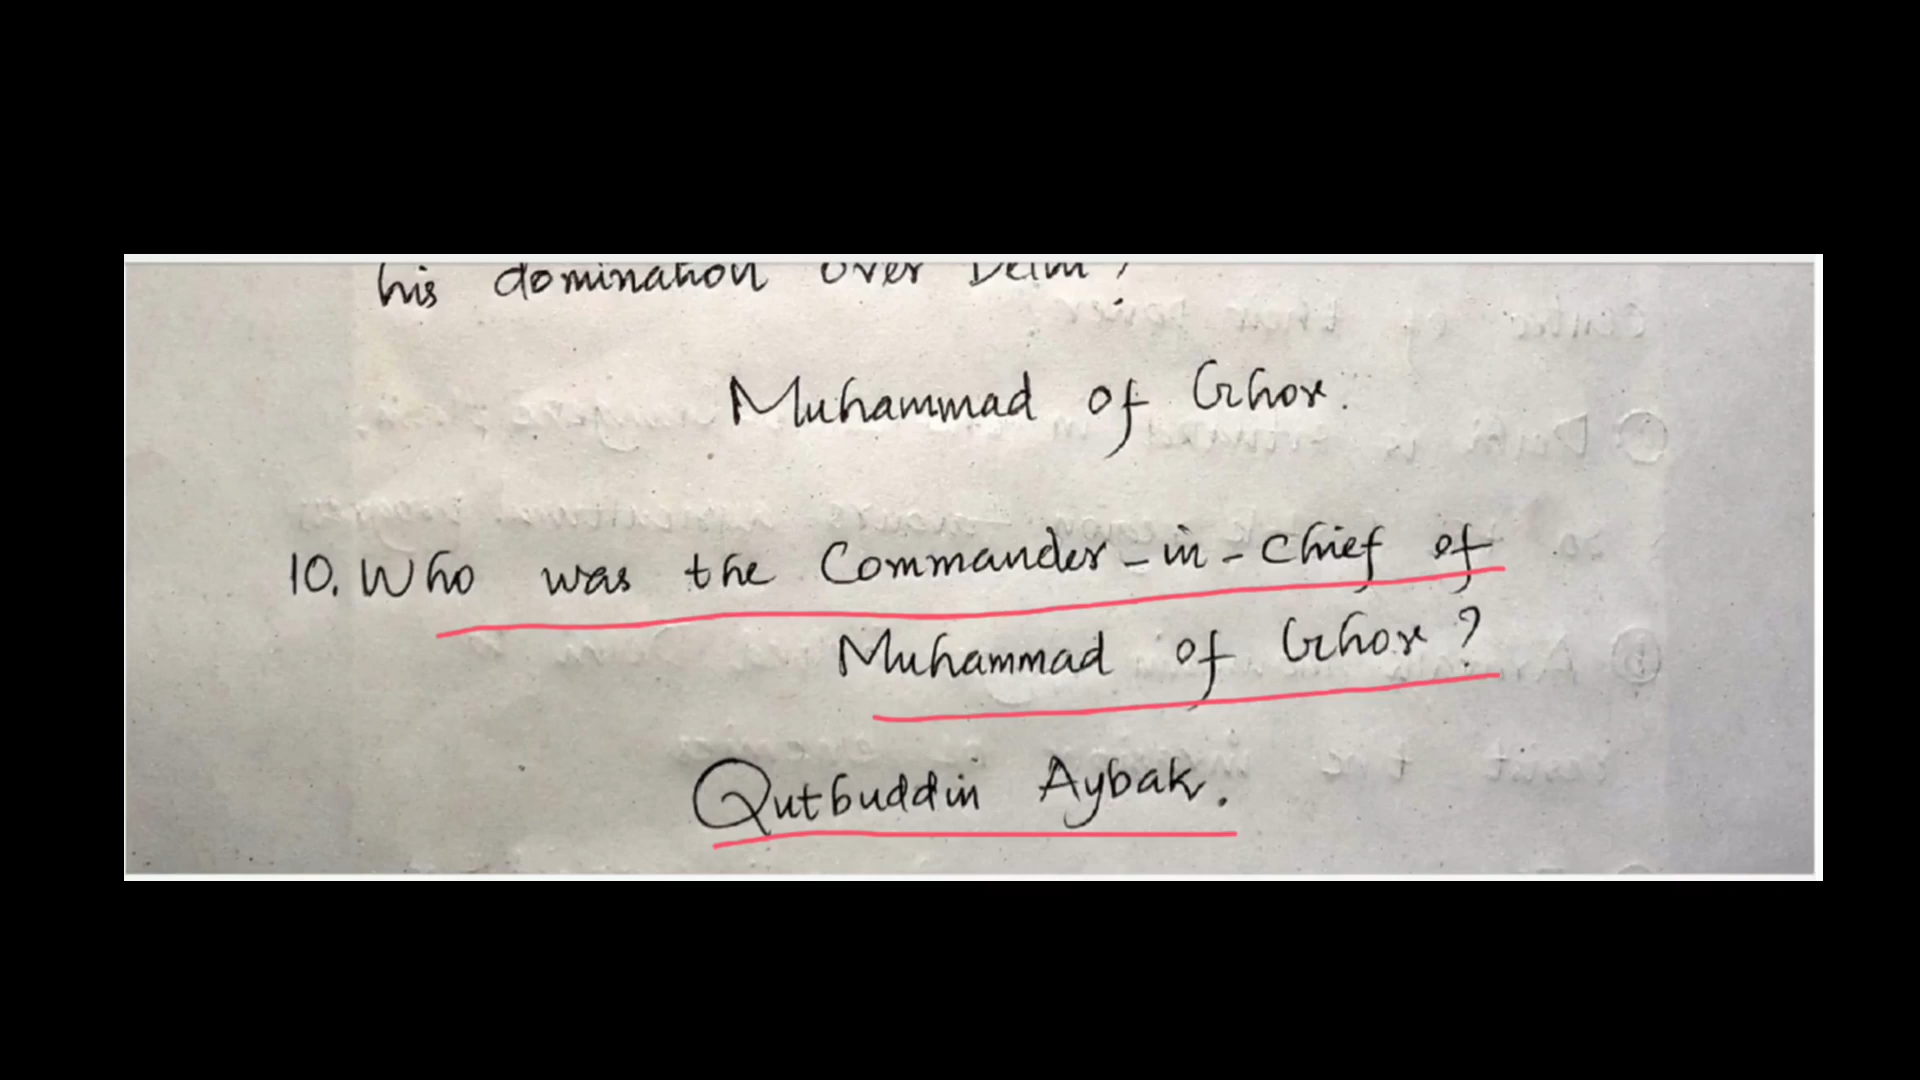 his domination over Delhi?
Muhammad of Ghor.
10. Who was the Commander-in-chief of
Muhammad of Ghor?
Qutbuddin Aybak.